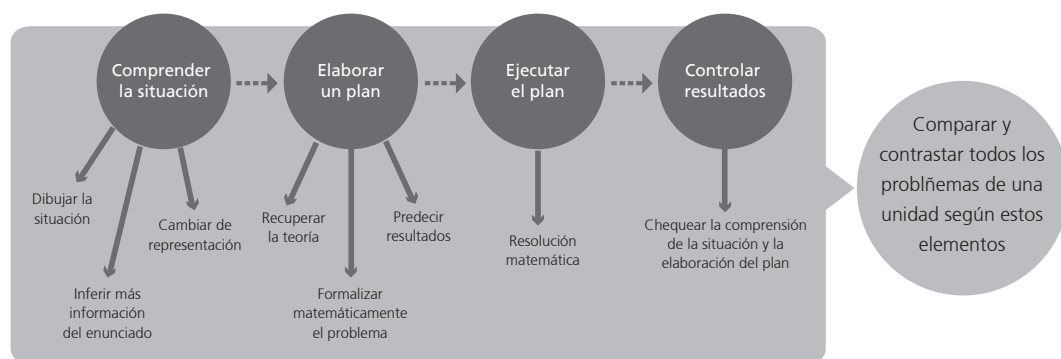 Comprender
la situación
Elaborar
un plan
Ejecutar
el plan
Controlar
resultados
Dibujar la
situación
Inferir más
información
del enunciado
Cambiar de
representación
Recuperar
la teoría
Formalizar
matemáticamente
el problema
Predecir
resultados
Resolución
matemática
Chequear la comprensión
de la situación y la
elaboración del plan
Comparar y
contrastar todos los
problñemas de una
unidad según estos
elementos